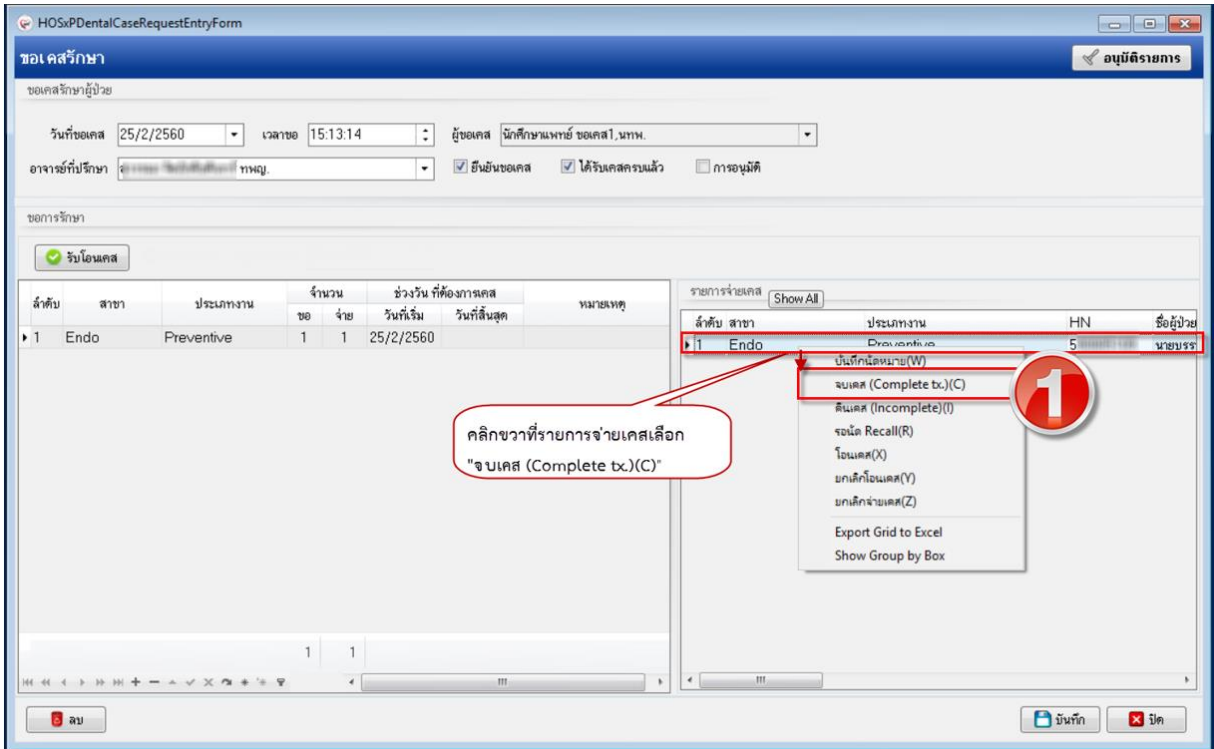 HOSxPDentalCaseRequestEntryForm
ขอเคสรักษา
อนุมัติรายการ
ขอเคสรักษาผู้ป่วย
วันที่ขอเคส 25/2/2560 เวลาขอ 15:13:14 ผู้ขอเคส นักศึกษาแพทย์ ขอเคส1,นทพ.
อาจารย์ที่ปรึกษา ทพญ. ยืนยันขอเคส ได้รับเคสครบแล้ว การอนุมัติ
ขอการรักษา
รับโอนเคส
ลำดับ สาขา ประเภทงาน จำนวน ช่วงวัน ที่ต้องการเคส หมายเหตุ
ขอ จ่าย วันที่เริ่ม วันที่สิ้นสุด
1 Endo Preventive 1 1 25/2/2560
รายการจ่ายเคส Show All
ลำดับ สาขา ประเภทงาน HN ชื่อผู้ป่วย
1 Endo Preventive 5 นายบรร
บันทึกนัดหมาย(W)
จบเคส (Complete tx.)(C)
คืนเคส (Incomplete)(I)
รอนัด Recall(R)
โอนเคส(X)
ยกเลิกโอนเคส(Y)
ยกเลิกจ่ายเคส(Z)
Export Grid to Excel
Show Group by Box
1
คลิกขวาที่รายการจ่ายเคสเลือก
"จบเคส (Complete tx.)(C)"
1 1
ลบ
บันทึก
ปิด